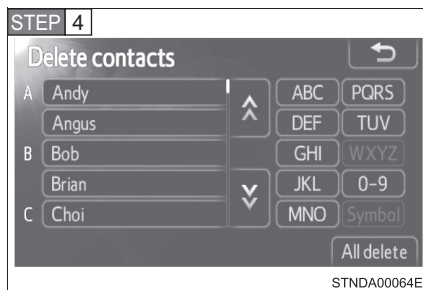 STEP 4
Delete contacts
A Andy ABC PQRS
Angus DEF TUV
B Bob GHI WXYZ
Brian JKL 0-9
C Choi MNO Symbol
All delete
STNDA00064E